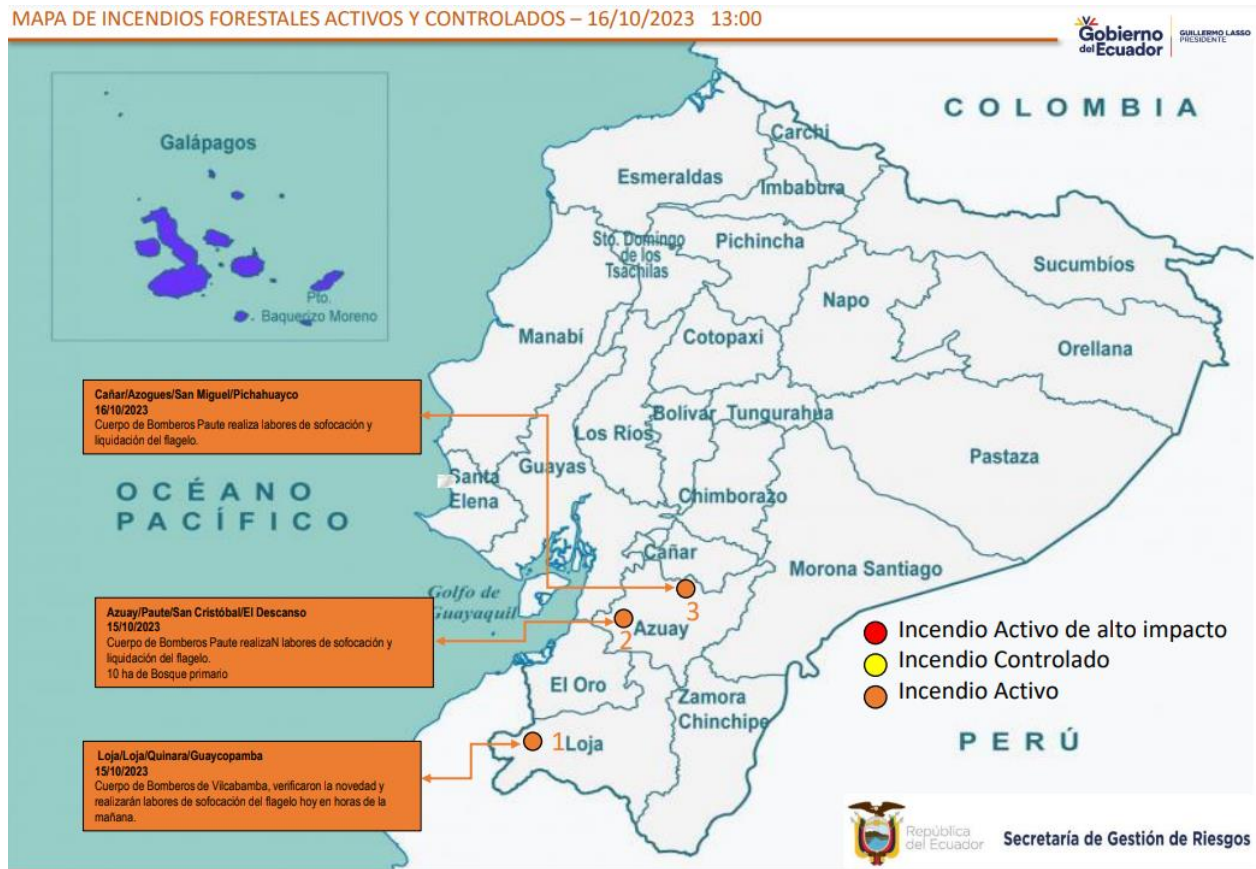 MAPA DE INCENDIOS FORESTALES ACTIVOS Y CONTROLADOS – 16/10/2023 13:00
Gobierno
del Ecuador
GUILLERMO LASSO
PRESIDENTE
COLOMBIA
Galápagos
Pto.
Baquerizo Moreno
Carchi
Esmeraldas
Imbabura
Sto. Domingo
de los
Tsáchilas
Pichincha
Sucumbíos
Napo
Manabí
Cotopaxi
Orellana
Bolívar
Tungurahua
Los Ríos
Pastaza
Guayas
Santa
Elena
Chimborazo
Cañar
Morona Santiago
OCÉANO
PACÍFICO
Golfo de
Guayaquil
Cañar/Azogues/San Miguel/Pichahuayco
16/10/2023
Cuerpo de Bomberos Paute realiza labores de sofocación y
liquidación del flagelo.
Azuay/Paute/San Cristóbal/El Descanso
15/10/2023
Cuerpo de Bomberos Paute realizaN labores de sofocación y
liquidación del flagelo.
10 ha de Bosque primario
Loja/Loja/Quinara/Guaycopamba
15/10/2023
Cuerpo de Bomberos de Vilcabamba, verificaron la novedad y
realizarán labores de sofocación del flagelo hoy en horas de la
mañana.
3
2
Azuay
El Oro
Zamora
Chinchipe
1
Loja
Incendio Activo de alto impacto
Incendio Controlado
Incendio Activo
PERÚ
República
del Ecuador
Secretaría de Gestión de Riesgos